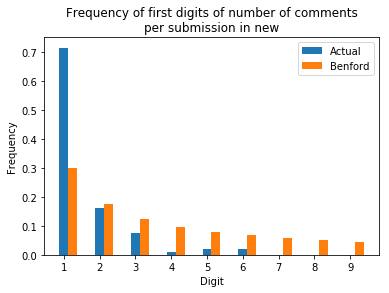 Frequency of first digits of number of comments
per submission in new
Actual
Benford
Frequency
0.7
0.6
0.5
0.4
0.3
0.2
0.1
0.0
1 2 3 4 5 6 7 8 9
Digit